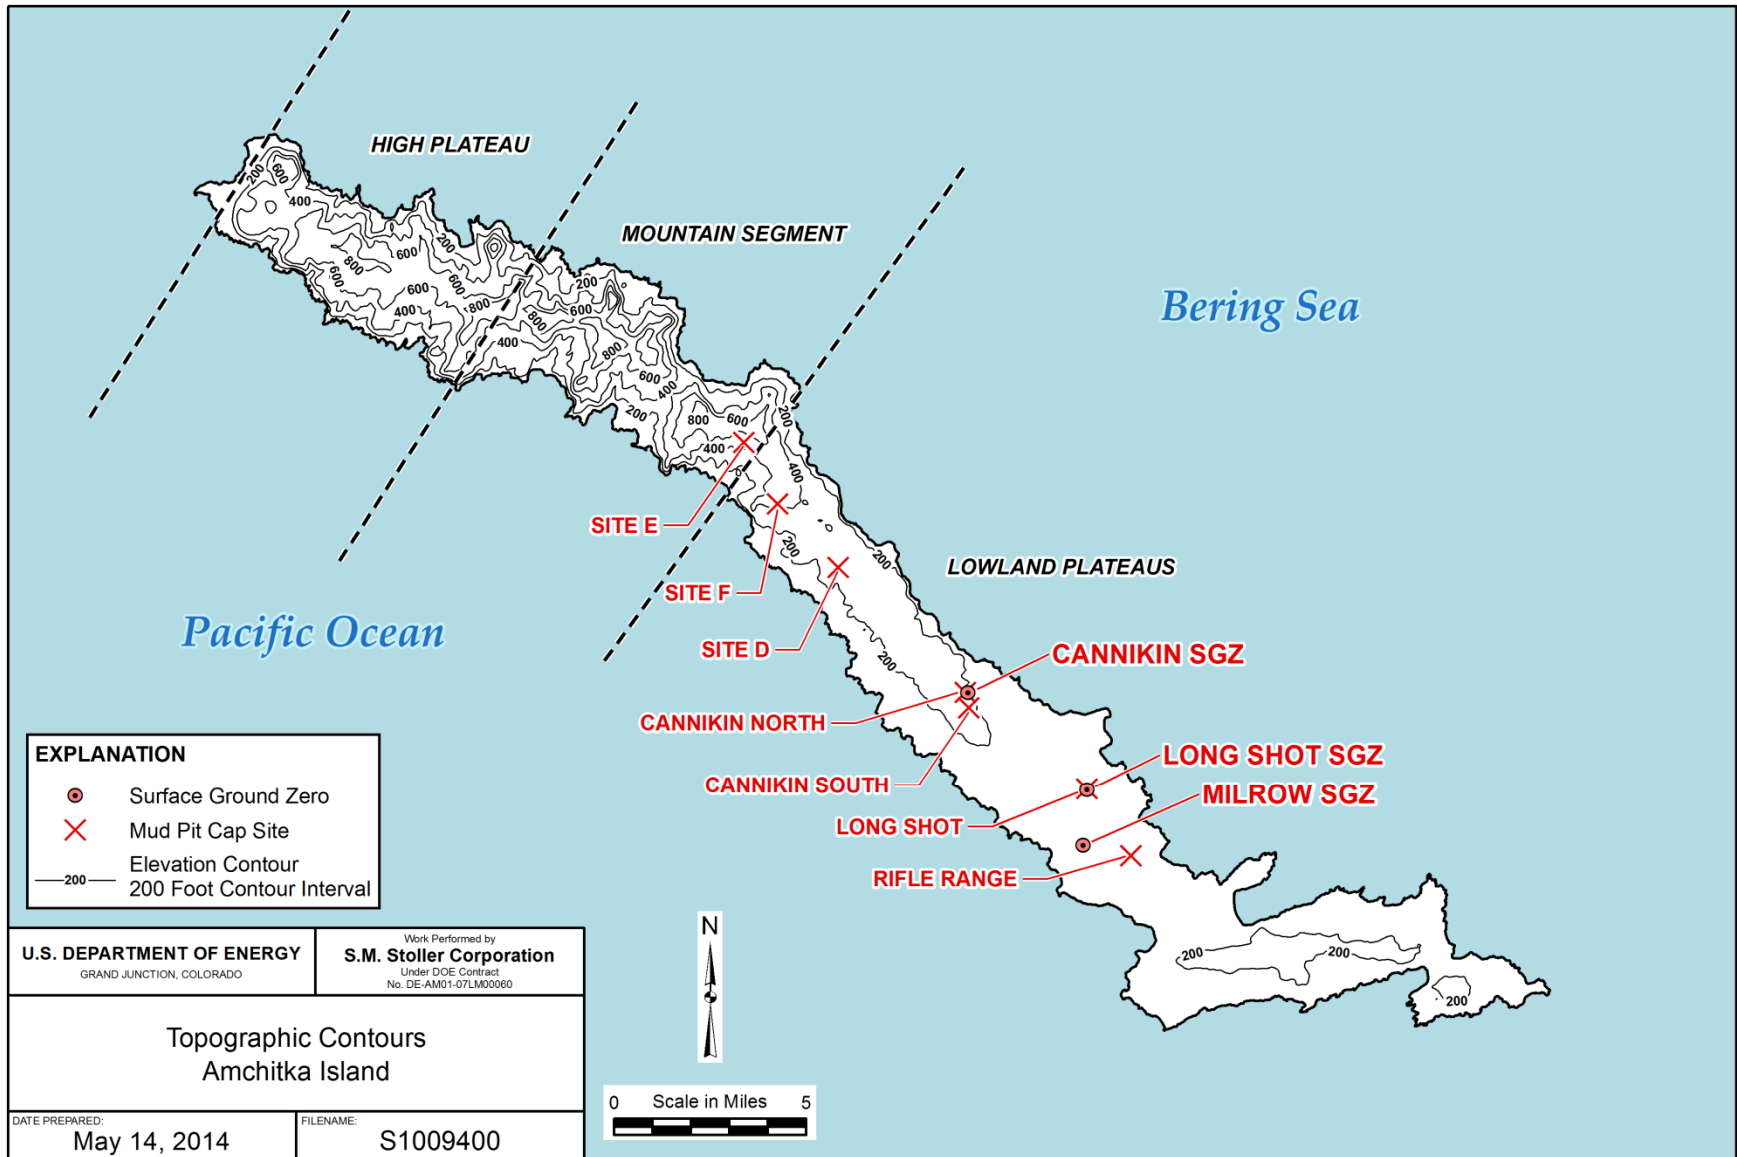 HIGH PLATEAU
MOUNTAIN SEGMENT
Bering Sea
200
600
400
600
200
800
600
600
600
400
800
200
600
800
400
800
600
400
200
800
600
200
400
400
SITE E
200
SITE F
200
LOWLAND PLATEAUS
Pacific Ocean
SITE D
200
CANNIKIN SGZ
CANNIKIN NORTH
CANNIKIN SOUTH
LONG SHOT SGZ
MILROW SGZ
LONG SHOT
RIFLE RANGE
200
200
200
EXPLANATION
Surface Ground Zero
Mud Pit Cap Site
200
Elevation Contour
200 Foot Contour Interval
N
0 Scale in Miles 5
U.S. DEPARTMENT OF ENERGY
GRAND JUNCTION, COLORADO
Work Performed by
S.M. Stoller Corporation
Under DOE Contract
No. DE-AM01-07LM00060
Topographic Contours
Amchitka Island
DATE PREPARED:
May 14, 2014
FILENAME:
S1009400